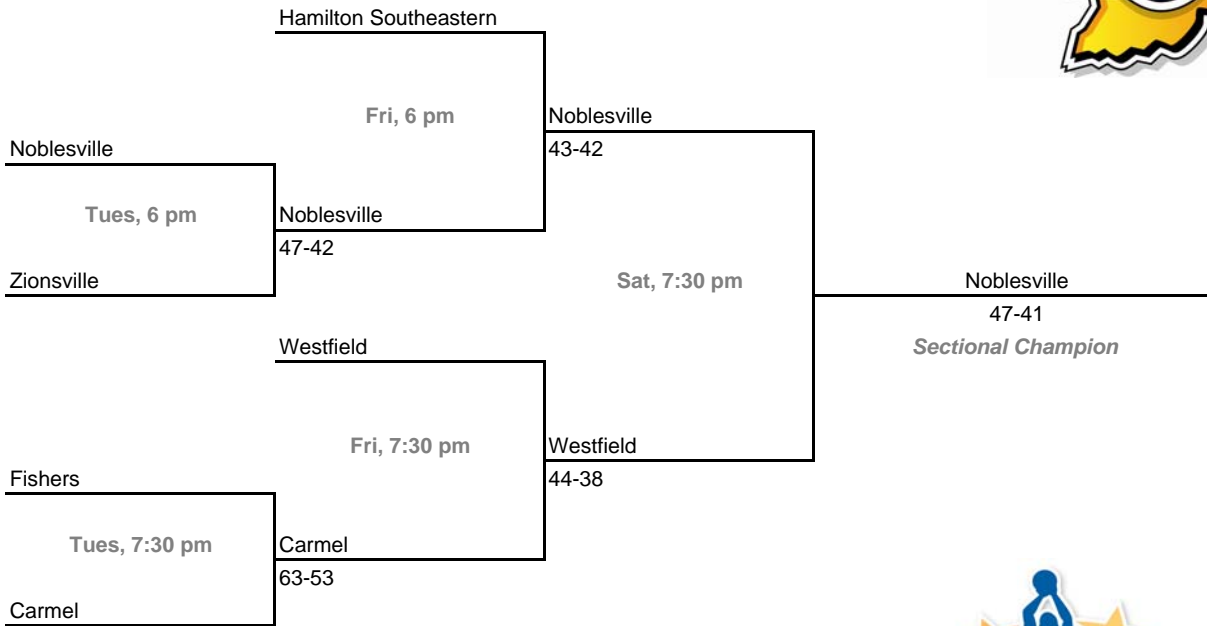 Hamilton Southeastern
Fri, 6 pm
Noblesville
Noblesville
43-42
Tues, 6 pm
Noblesville
47-42
Zionsville
Sat, 7:30 pm
Noblesville
47-41
Westfield
Sectional Champion
Fri, 7:30 pm
Westfield
Fishers
44-38
Tues, 7:30 pm
Carmel
63-53
Carmel